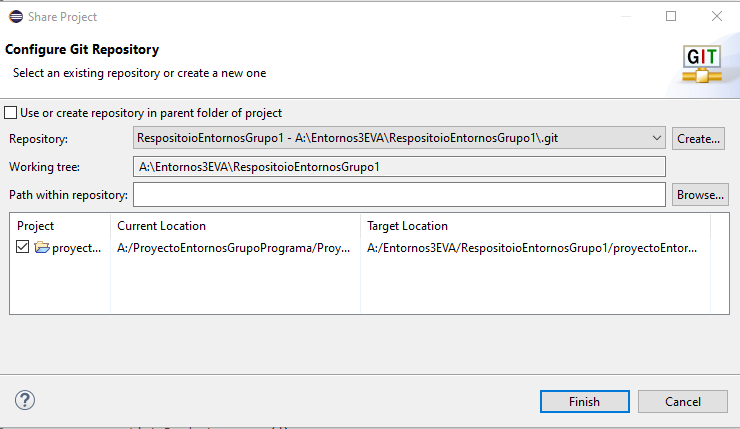 Share Project
Configure Git Repository
Select an existing repository or create a new one
GIT
Use or create repository in parent folder of project
Repository: RespositoioEntornosGrupo1 - A:\Entornos3EVA\RespositoioEntornosGrupo1\.git Create...
Working tree: A:\Entornos3EVA\RespositoioEntornosGrupo1
Path within repository: Browse...
Project Current Location Target Location
proyect... A:/ProyectoEntornosGrupoPrograma/Proy... A:/Entornos3EVA/RespositoioEntornosGrupo1/proyectoEntor...
? Finish Cancel